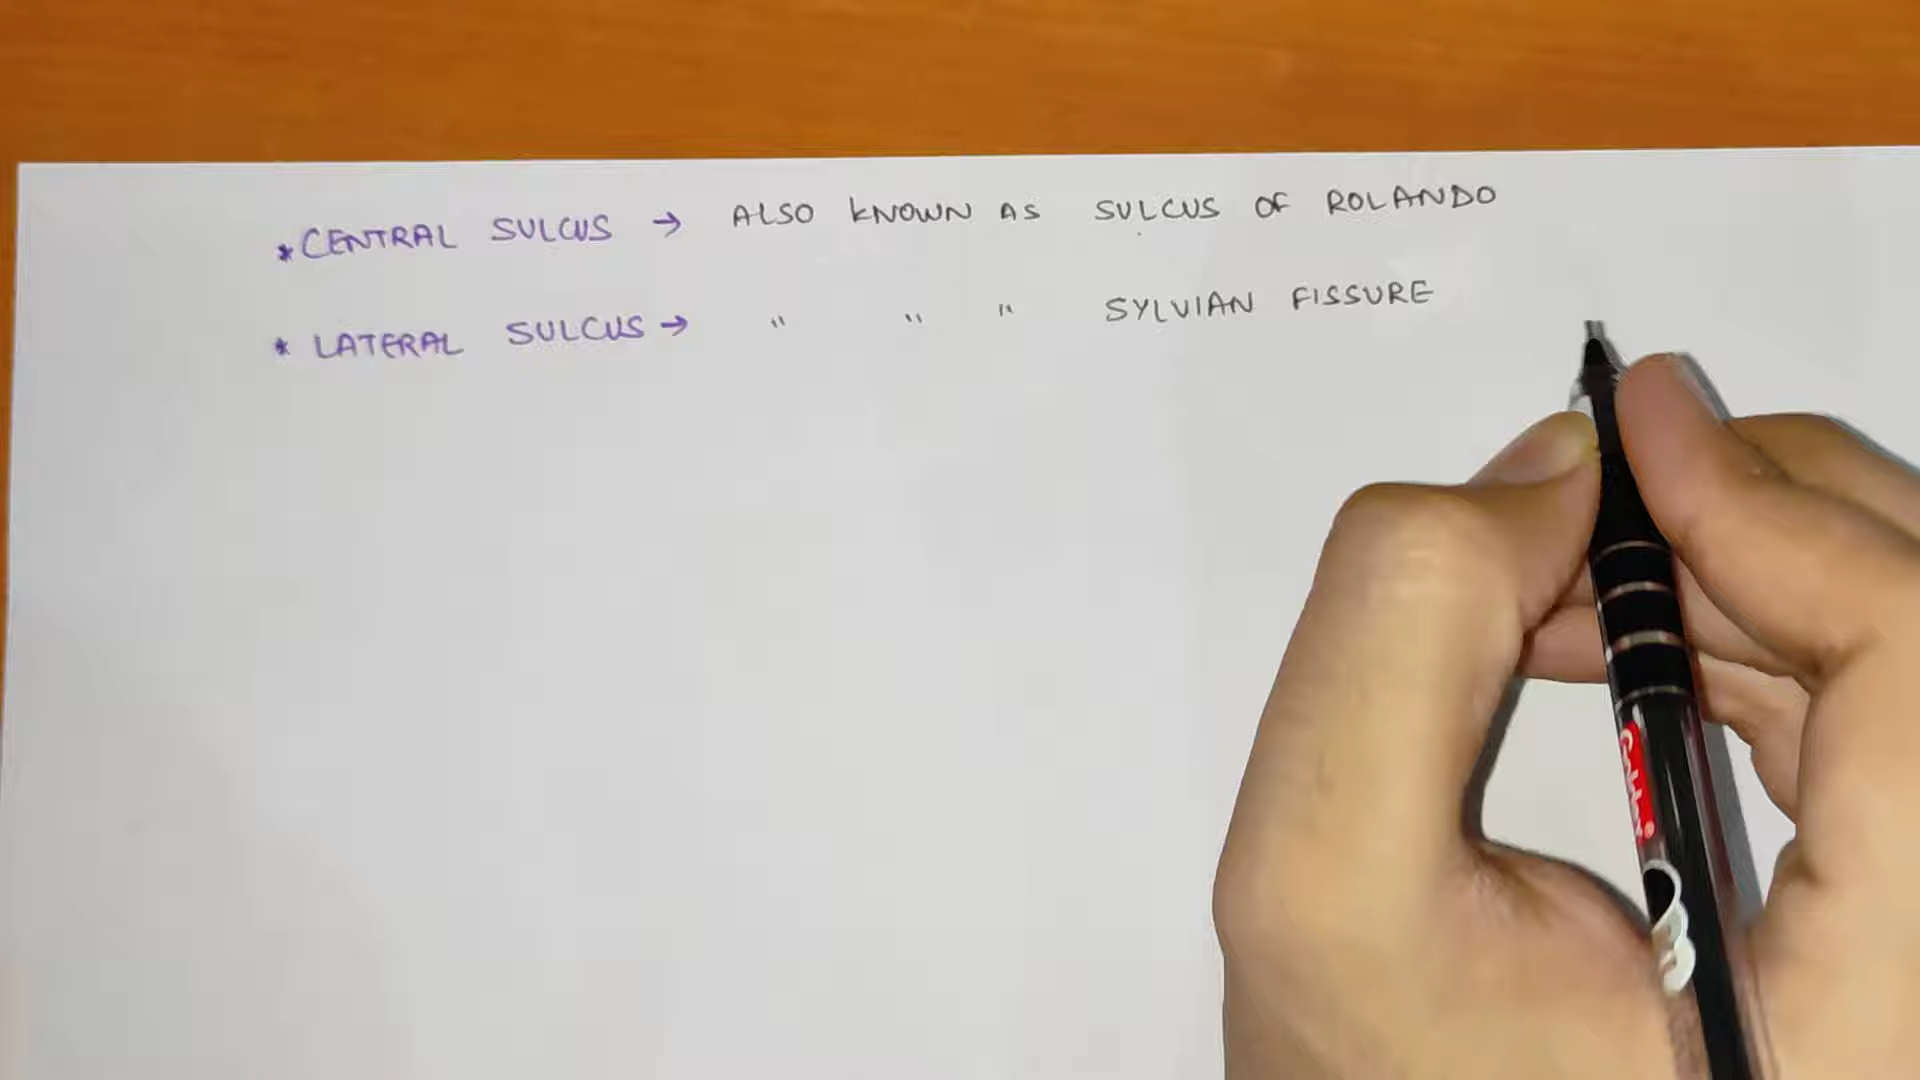 * CENTRAL SULCUS → ALSO KNOWN AS SULCUS OF ROLANDO
* LATERAL SULCUS → " " " SYLVIAN FISSURE